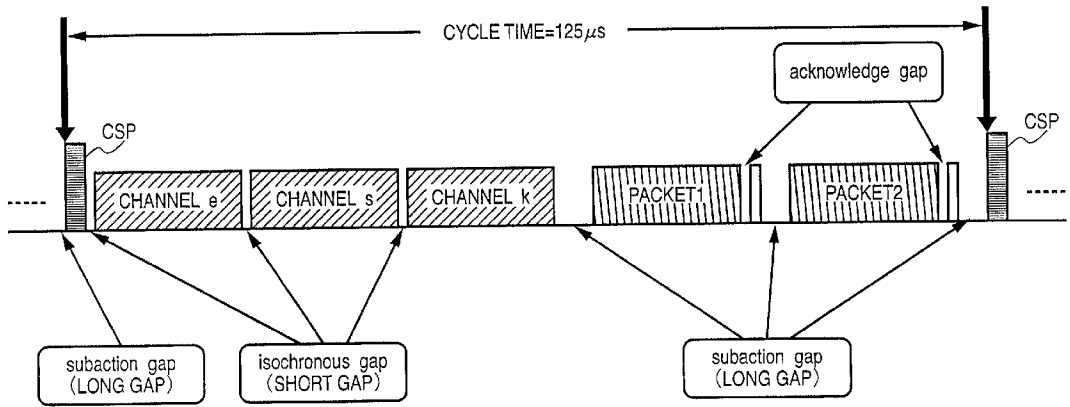 CYCLE TIME=125μs
acknowledge gap
CSP
CSP
CHANNEL e
CHANNEL s
CHANNEL k
PACKET1
PACKET2
subaction gap
(LONG GAP)
isochronous gap
(SHORT GAP)
subaction gap
(LONG GAP)